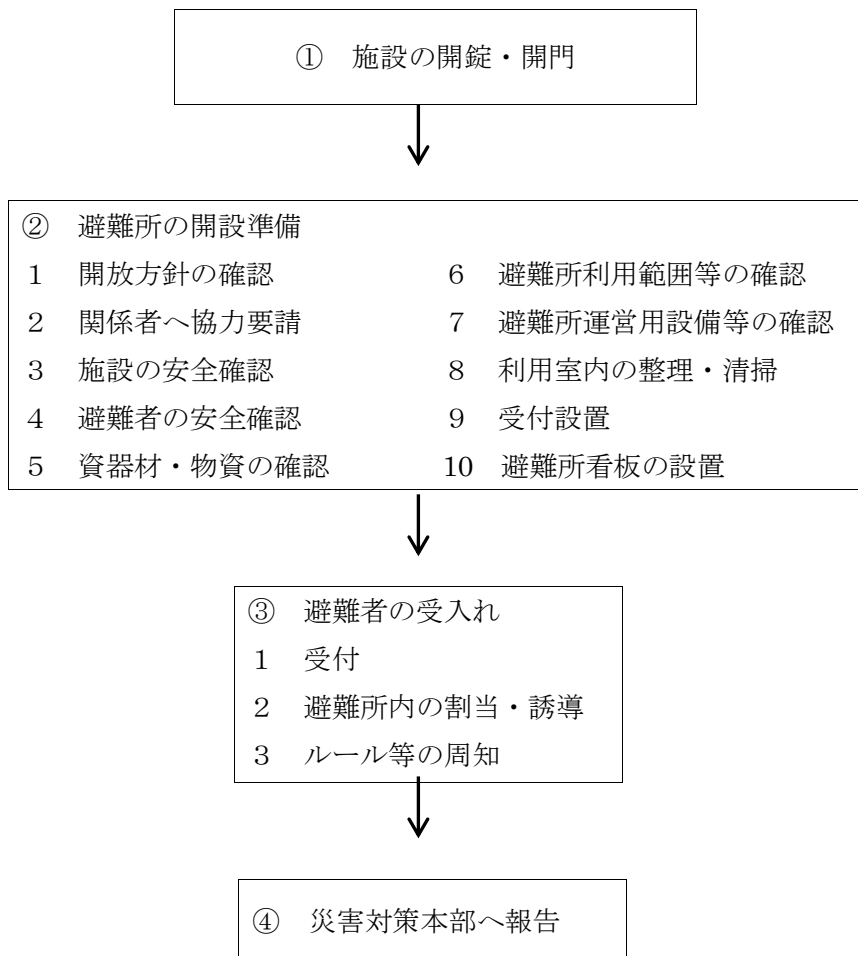 ① 施設の開錠・開門
② 避難所の開設準備
1 開放方針の確認
2 関係者へ協力要請
3 施設の安全確認
4 避難者の安全確認
5 資器材・物資の確認
6 避難所利用範囲等の確認
7 避難所運営用設備等の確認
8 利用室内の整理・清掃
9 受付設置
10 避難所看板の設置
③ 避難者の受入れ
1 受付
2 避難所内の割当・誘導
3 ルール等の周知
④ 災害対策本部へ報告